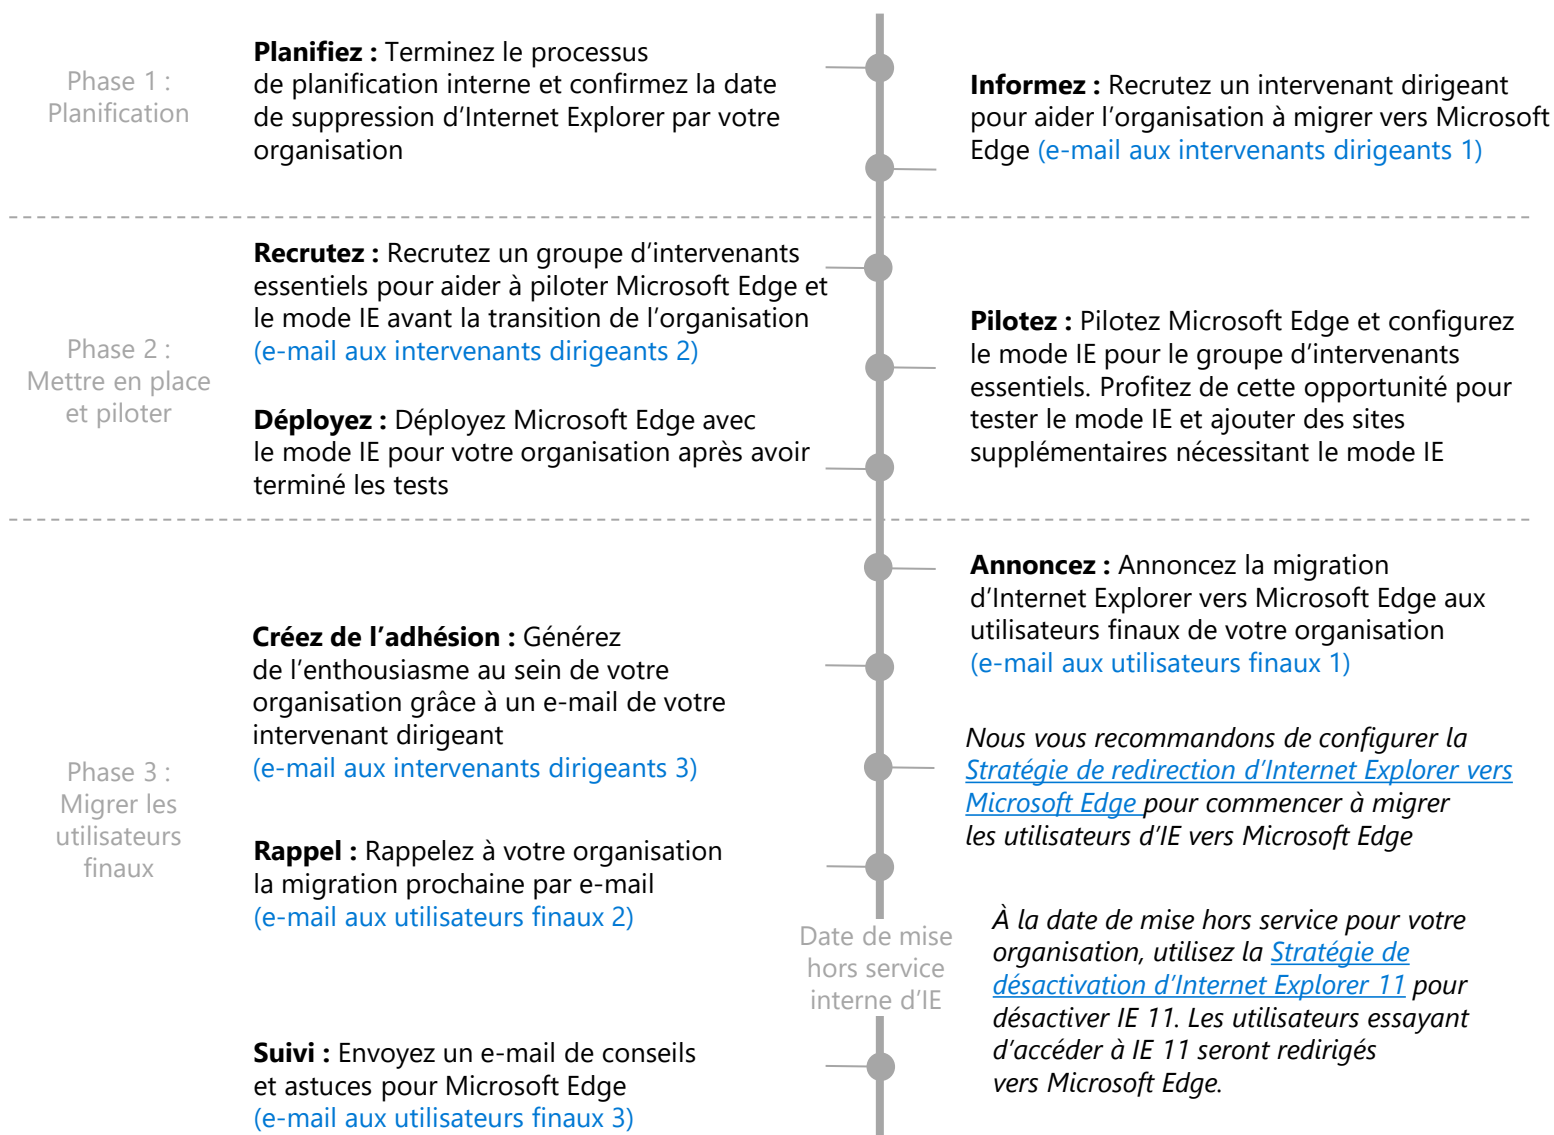 Phase 1 :
Planification
Planifiez : Terminez le processus
de planification interne et confirmez la date
de suppression d’Internet Explorer par votre
organisation
Informez : Recrutez un intervenant dirigeant
pour aider l’organisation à migrer vers Microsoft
Edge (e-mail aux intervenants dirigeants 1)
Phase 2 :
Mettre en place
et piloter
Recrutez : Recrutez un groupe d’intervenants
essentiels pour aider à piloter Microsoft Edge et
le mode IE avant la transition de l’organisation
(e-mail aux intervenants dirigeants 2)
Pilotez : Pilotez Microsoft Edge et configurez
le mode IE pour le groupe d’intervenants
essentiels. Profitez de cette opportunité pour
tester le mode IE et ajouter des sites
supplémentaires nécessitant le mode IE
Déployez : Déployez Microsoft Edge avec
le mode IE pour votre organisation après avoir
terminé les tests
Phase 3 :
Migrer les
utilisateurs
finaux
Annoncez : Annoncez la migration
d’Internet Explorer vers Microsoft Edge aux
utilisateurs finaux de votre organisation
(e-mail aux utilisateurs finaux 1)
Créez de l’adhésion : Générez
de l’enthousiasme au sein de votre
organisation grâce à un e-mail de votre
intervenant dirigeant
(e-mail aux intervenants dirigeants 3)
Nous vous recommandons de configurer la
Stratégie de redirection d’Internet Explorer vers
Microsoft Edge pour commencer à migrer
les utilisateurs d’IE vers Microsoft Edge
Rappel : Rappelez à votre organisation
la migration prochaine par e-mail
(e-mail aux utilisateurs finaux 2)
Date de mise
hors service
interne d’IE
À la date de mise hors service pour votre
organisation, utilisez la Stratégie de
désactivation d’Internet Explorer 11 pour
désactiver IE 11. Les utilisateurs essayant
d’accéder à IE 11 seront redirigés
vers Microsoft Edge.
Suivi : Envoyez un e-mail de conseils
et astuces pour Microsoft Edge
(e-mail aux utilisateurs finaux 3)